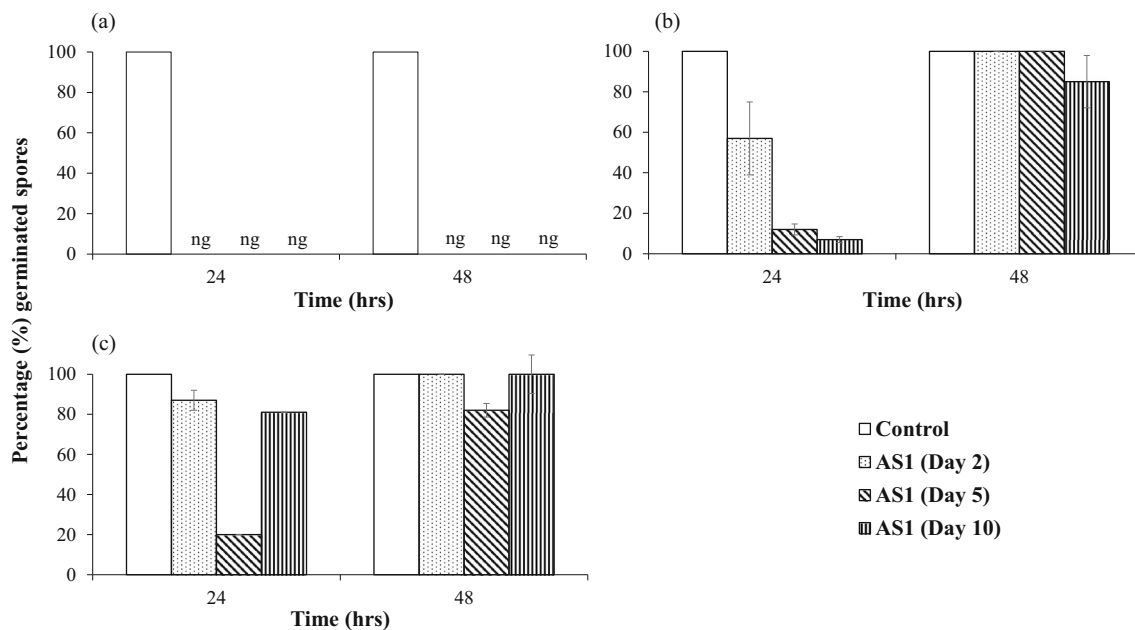 (a)
100
80
60
40
20
0
ng ng ng
ng ng ng
24 48
Time (hrs)
(b)
100
80
60
40
20
0
24 48
Time (hrs)
(c)
100
80
60
40
20
0
24 48
Time (hrs)
Percentage (%) germinated spores
Control
AS1 (Day 2)
AS1 (Day 5)
AS1 (Day 10)